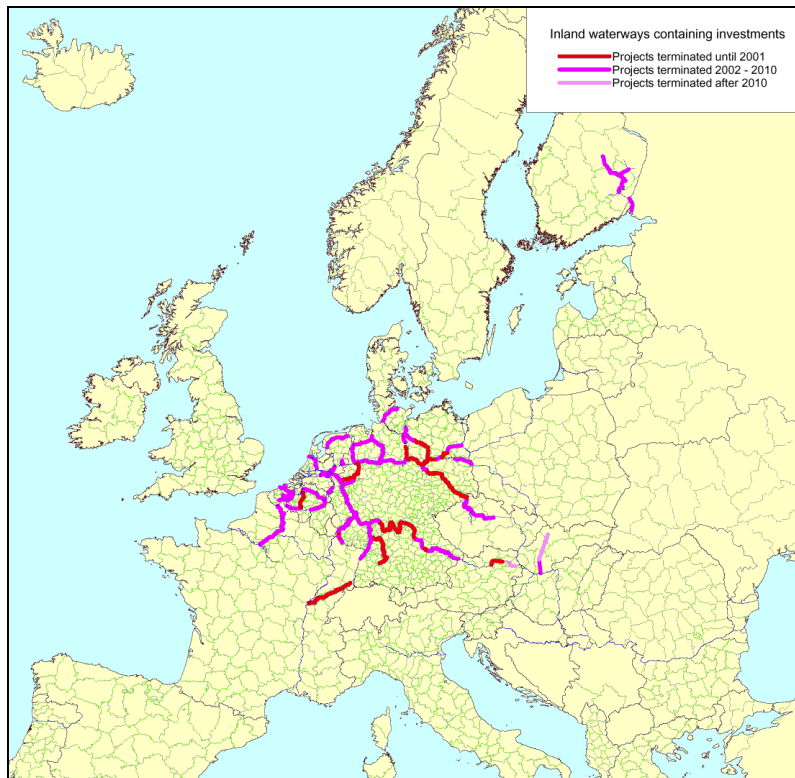 Inland waterways containing investments
Projects terminated until 2001
Projects terminated 2002 - 2010
Projects terminated after 2010